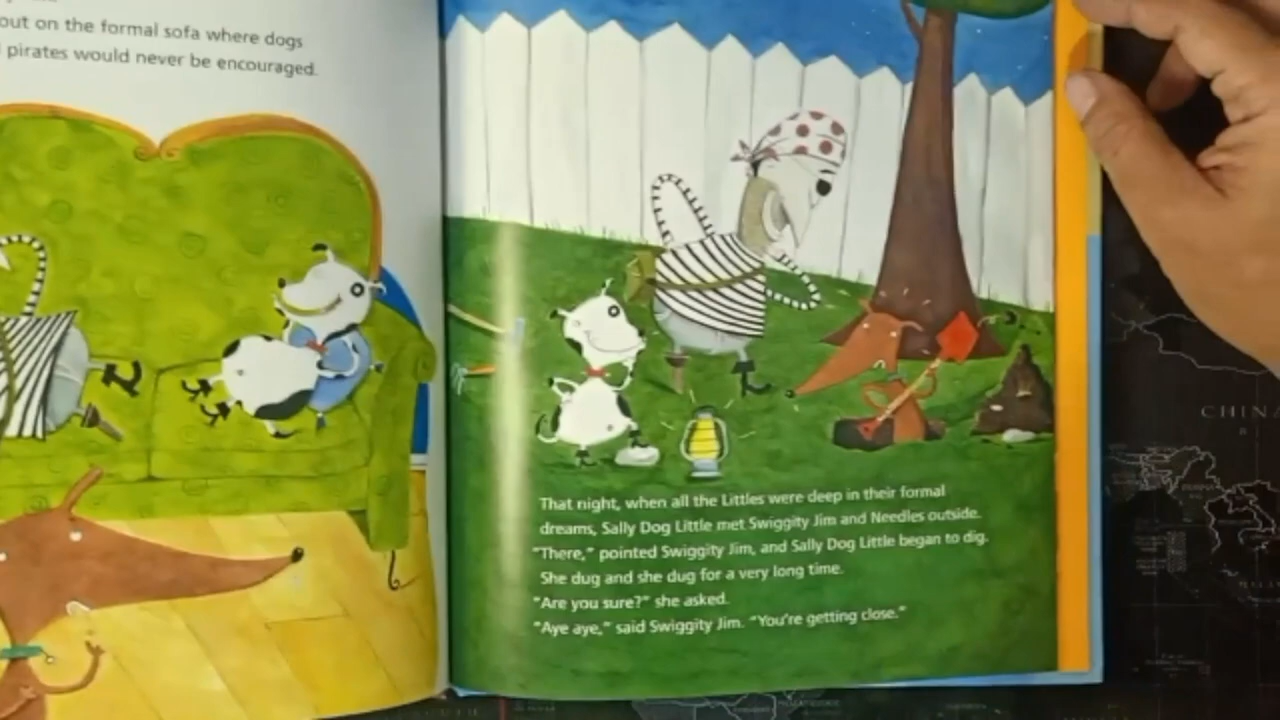 out on the formal sofa where dogs
pirates would never be encouraged.
That night, when all the Littles were deep in their formal
dreams, Sally Dog Little met Swiggity Jim and Needles outside.
"There," pointed Swiggity Jim, and Sally Dog Little began to dig.
She dug and she dug for a very long time.
"Are you sure?" she asked.
"Aye aye," said Swiggity Jim. "You're getting close."
CHINA